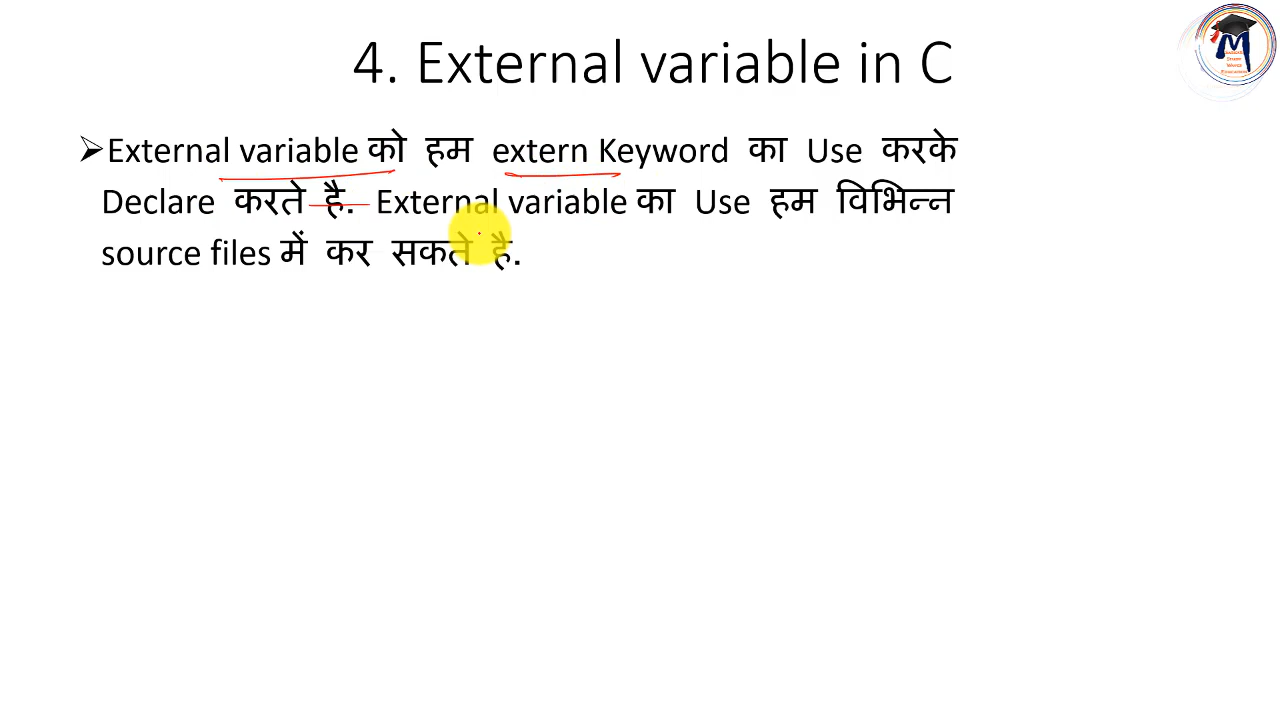 4. External variable in C
➢External variable को हम extern Keyword का Use करके
Declare करते है. External variable का Use हम विभिन्न
source files में कर सकते है.